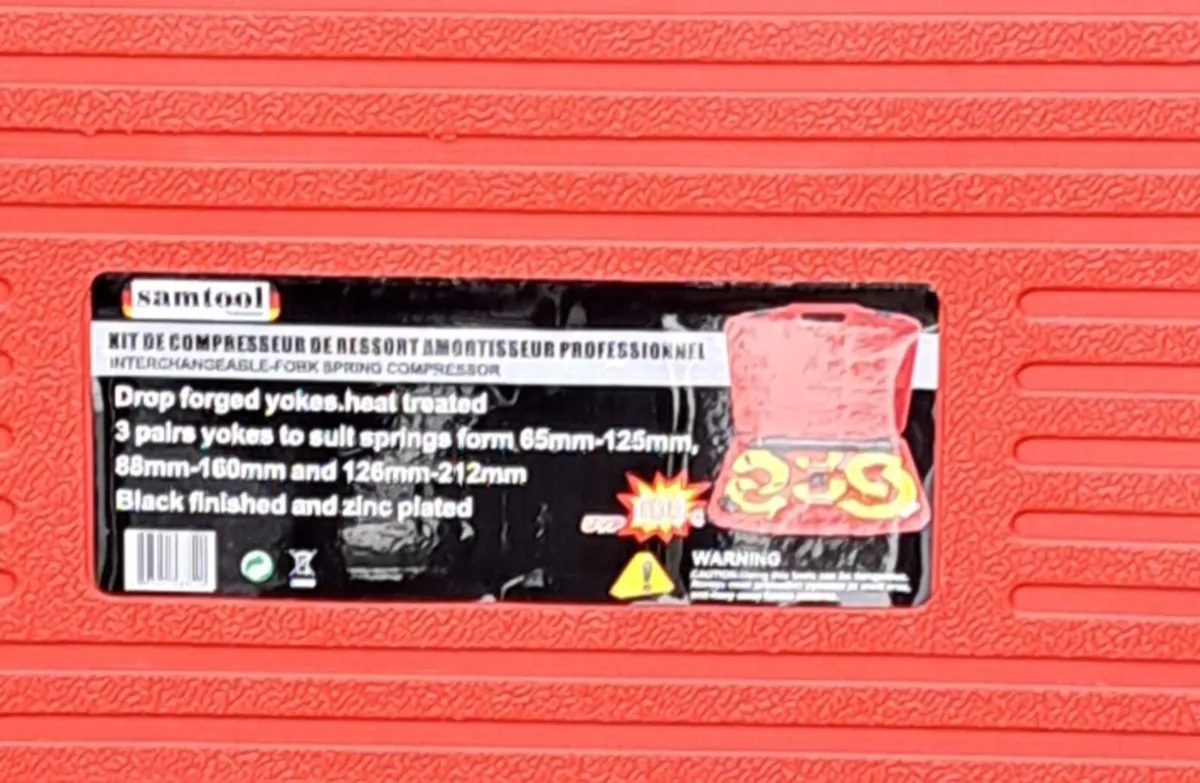 samtool
KIT DE COMPRESSEUR DE RESSORT AMORTISSEUR PROFESSIONNEL
INTERCHANGEABLE-FORK SPRING COMPRESSOR
Drop forged yokes.heat treated
3 pairs yokes to suit springs form 65mm-125mm,
88mm-160mm and 126mm-212mm
Black finished and zinc plated
WARNING